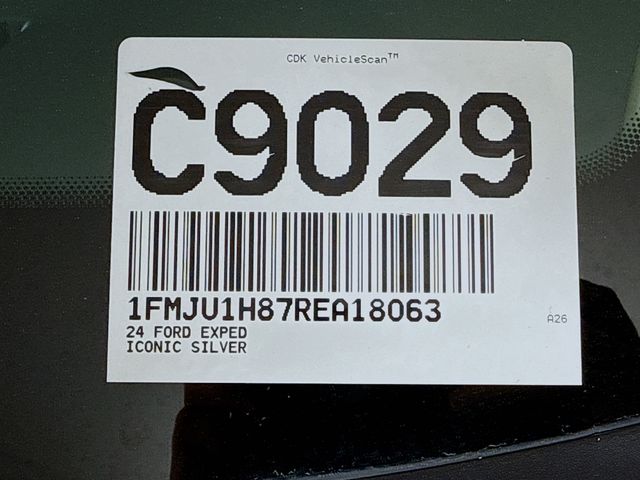 CDK VehicleScan™
C9029
1FMJU1H87REA18063
24 FORD EXPED
ICONIC SILVER
A26